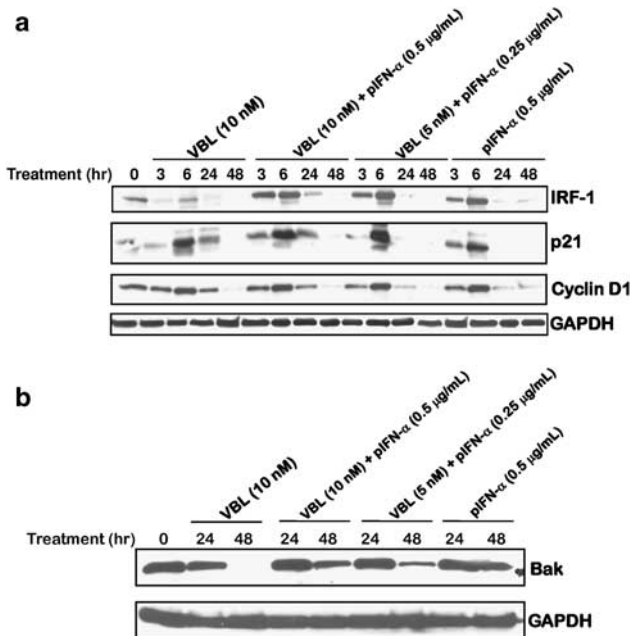 a
VBL (10 nM)
VBL (10 nM) + pIFN-α (0.5 μg/mL)
VBL (5 nM) + pIFN-α (0.25 μg/mL)
pIFN-α (0.5 μg/mL)
Treatment (hr) 0 3 6 24 48 3 6 24 48 3 6 24 48 3 6 24 48
IRF-1
p21
Cyclin D1
GAPDH
b
VBL (10 nM)
VBL (10 nM) + pIFN-α (0.5 μg/mL)
VBL (5 nM) + pIFN-α (0.25 μg/mL)
pIFN-α (0.5 μg/mL)
Treatment (hr) 0 24 48 24 48 24 48 24 48
Bak
GAPDH